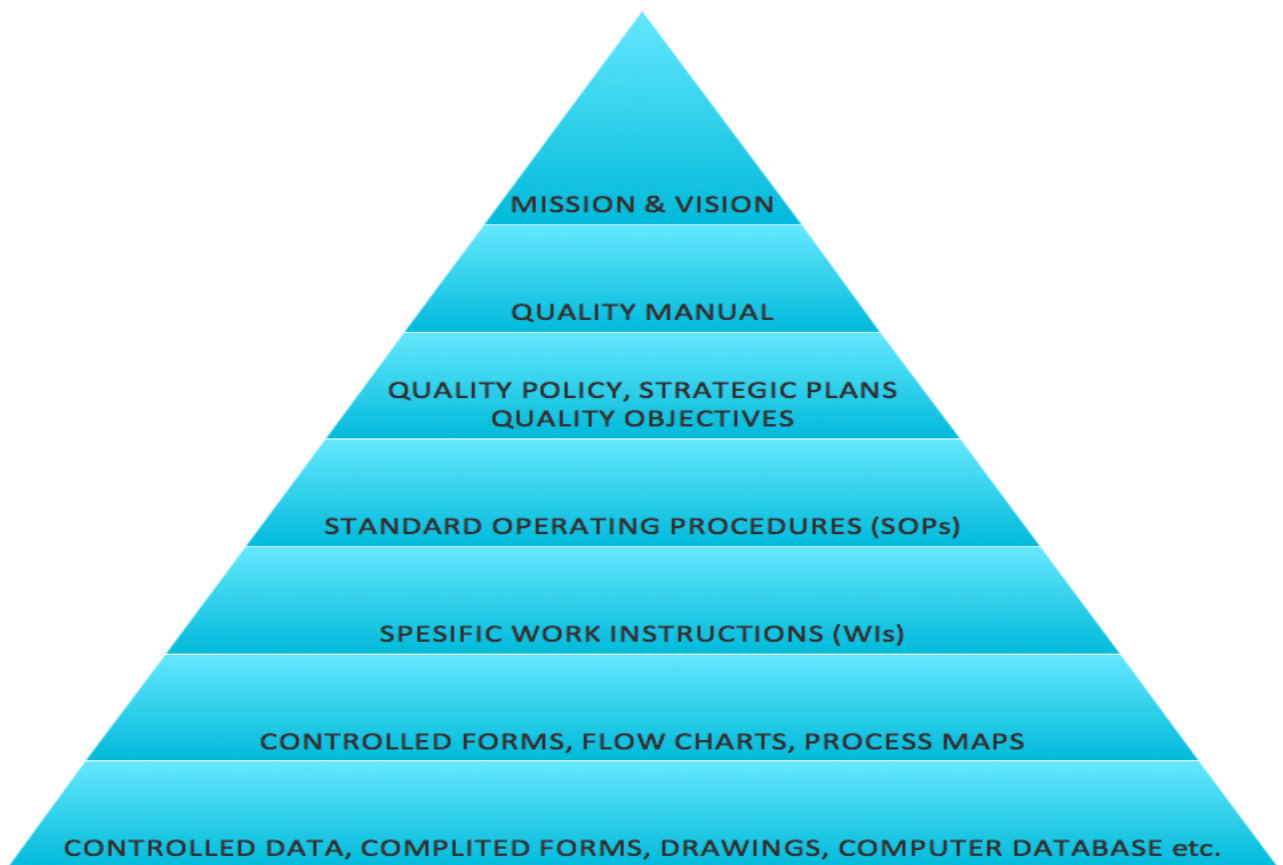 MISSION & VISION
QUALITY MANUAL
QUALITY POLICY, STRATEGIC PLANS
QUALITY OBJECTIVES
STANDARD OPERATING PROCEDURES (SOPs)
SPESIFIC WORK INSTRUCTIONS (WIs)
CONTROLLED FORMS, FLOW CHARTS, PROCESS MAPS
CONTROLLED DATA, COMPLITED FORMS, DRAWINGS, COMPUTER DATABASE etc.